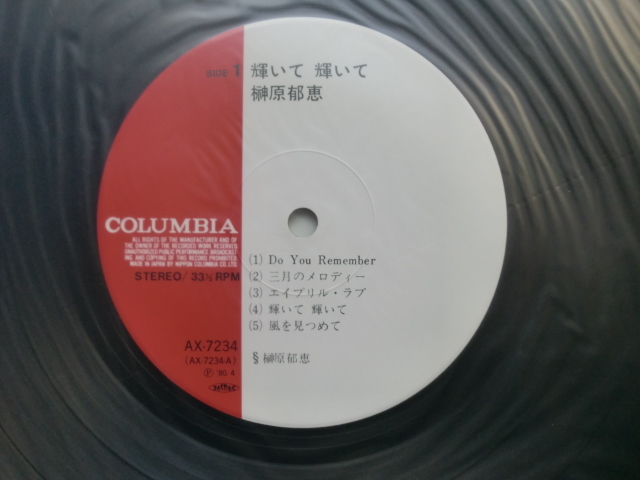 SIDE 1 輝いて 輝いて
榊原郁恵
COLUMBIA
ALL RIGHTS OF THE MANUFACTURER AND OF
THE OWNER OF THE RECORDED WORK RESERVED
UNAUTHORIZED PUBLIC PERFORMANCE BROADCAST-
ING AND COPYING OF THIS RECORD PROHIBITED.
MADE IN JAPAN BY NIPPON COLUMBIA CO.LTD.
STEREO/33⅓ RPM
(1) Do You Remember
(2) 三月のメロディー
(3) エイプリル・ラブ
(4) 輝いて 輝いて
(5) 風を見つめて
AX-7234
(AX-7234-A)
Ⓟ '80.4
§ 榊原郁恵